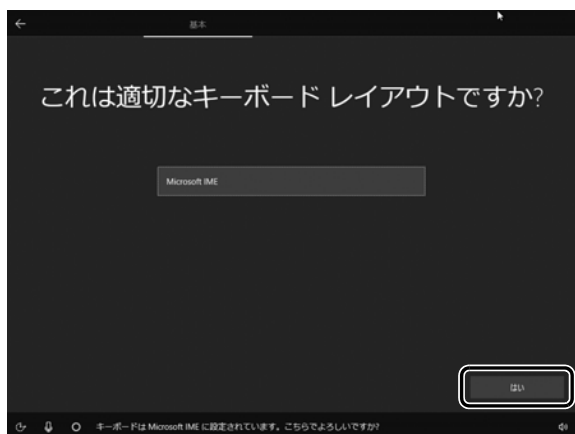 基本
これは適切なキーボード レイアウトですか?
Microsoft IME
はい
キーボードは Microsoft IME に設定されています。こちらでよろしいですか?